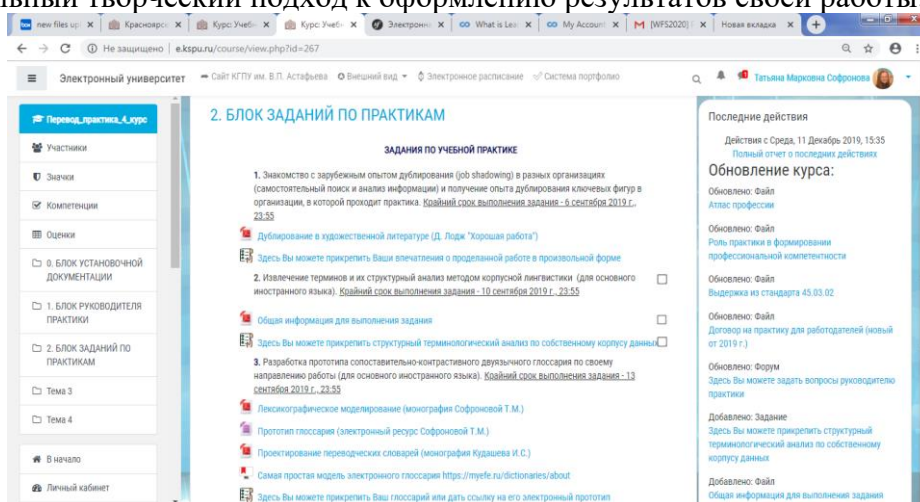 льный творческий подход к оформлению результатов своей работы
new files up
Красноярс
Курс: Учебн
Курс: Учебн
Электронн
What is Lea
My Account
[WFS2020]
Новая вкладка
Не защищено | e.kspu.ru/course/view.php?id=267
Электронный университет
Сайт КГПУ им. В.П. Астафьева
Внешний вид
Электронное расписание
Система портфолио
Татьяна Марковна Софронова
Перевод_практика_4_курс
Участники
Значки
Компетенции
Оценки
0. БЛОК УСТАНОВОЧНОЙ
ДОКУМЕНТАЦИИ
1. БЛОК РУКОВОДИТЕЛЯ
ПРАКТИКИ
2. БЛОК ЗАДАНИЙ ПО
ПРАКТИКАМ
Тема 3
Тема 4
В начало
Личный кабинет
2. БЛОК ЗАДАНИЙ ПО ПРАКТИКАМ
ЗАДАНИЯ ПО УЧЕБНОЙ ПРАКТИКЕ
1. Знакомство с зарубежным опытом дублирования (job shadowing) в разных организациях
(самостоятельный поиск и анализ информации) и получение опыта дублирования ключевых фигур в
организации, в которой проходит практика. Крайний срок выполнения задания - 6 сентября 2019 г.,
23:55
Дублирование в художественной литературе (Д. Лодж "Хорошая работа")
Здесь Вы можете прикрепить Ваши впечатления о проделанной работе в произвольной форме
2. Извлечение терминов и их структурный анализ методом корпусной лингвистики (для основного
иностранного языка). Крайний срок выполнения задания - 10 сентября 2019 г., 23:55
Общая информация для выполнения задания
Здесь Вы можете прикрепить структурный терминологический анализ по собственному корпусу данных
3. Разработка прототипа сопоставительно-контрастивного двуязычного глоссария по своему
направлению работы (для основного иностранного языка). Крайний срок выполнения задания - 13
сентября 2019 г., 23:55
Лексикографическое моделирование (монография Софроновой Т.М.)
Прототип глоссария (электронный ресурс Софроновой Т.М.)
Проектирование переводческих словарей (монография Кудашева И.С.)
Самая простая модель электронного глоссария https://myefe.ru/dictionaries/about
Здесь Вы можете прикрепить Ваш глоссарий или дать ссылку на его электронный прототип
Последние действия
Действия с Среда, 11 Декабрь 2019, 15:35
Полный отчет о последних действиях
Обновление курса:
Обновлено: Файл
Атлас профессии
Обновлено: Файл
Роль практики в формировании
профессиональной компетентности
Обновлено: Файл
Выдержка из стандарта 45.03.02
Обновлено: Файл
Договор на практику для работодателей (новый
от 2019 г.)
Обновлено: Форум
Здесь Вы можете задать вопросы руководителю
практики
Добавлено: Задание
Здесь Вы можете прикрепить структурный
терминологический анализ по собственному
корпусу данных
Добавлено: Файл
Общая информация для выполнения задания